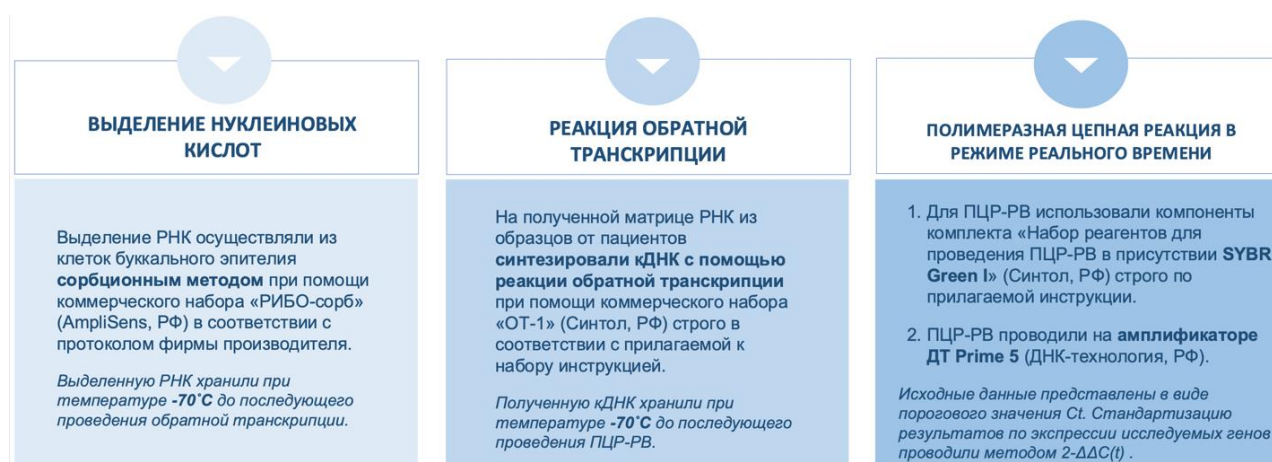 ВЫДЕЛЕНИЕ НУКЛЕИНОВЫХ
КИСЛОТ
Выделение РНК осуществляли из
клеток буккального эпителия
сорбционным методом при помощи
коммерческого набора «РИБО-сорб»
(AmpliSens, РФ) в соответствии с
протоколом фирмы производителя.
Выделенную РНК хранили при
температуре -70˚С до последующего
проведения обратной транскрипции.
РЕАКЦИЯ ОБРАТНОЙ
ТРАНСКРИПЦИИ
На полученной матрице РНК из
образцов от пациентов
синтезировали кДНК с помощью
реакции обратной транскрипции
при помощи коммерческого набора
«ОТ-1» (Синтол, РФ) строго в
соответствии с прилагаемой к
набору инструкцией.
Полученную кДНК хранили при
температуре -70˚С до последующего
проведения ПЦР-РВ.
ПОЛИМЕРАЗНАЯ ЦЕПНАЯ РЕАКЦИЯ В
РЕЖИМЕ РЕАЛЬНОГО ВРЕМЕНИ
1. Для ПЦР-РВ использовали компоненты
комплекта «Набор реагентов для
проведения ПЦР-РВ в присутствии SYBR
Green I» (Синтол, РФ) строго по
прилагаемой инструкции.
2. ПЦР-РВ проводили на амплификаторе
ДТ Prime 5 (ДНК-технология, РФ).
Исходные данные представлены в виде
порогового значения Ct. Стандартизацию
результатов по экспрессии исследуемых генов
проводили методом 2-ΔΔC(t) .